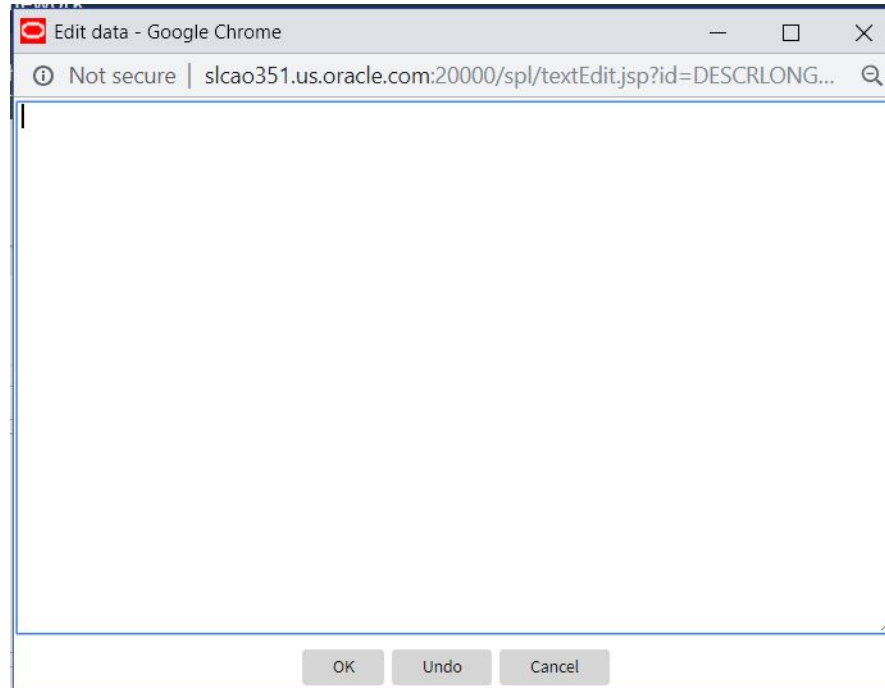 Edit data - Google Chrome
Not secure | slcao351.us.oracle.com:20000/spl/textEdit.jsp?id=DESCRLONG...
OK Undo Cancel